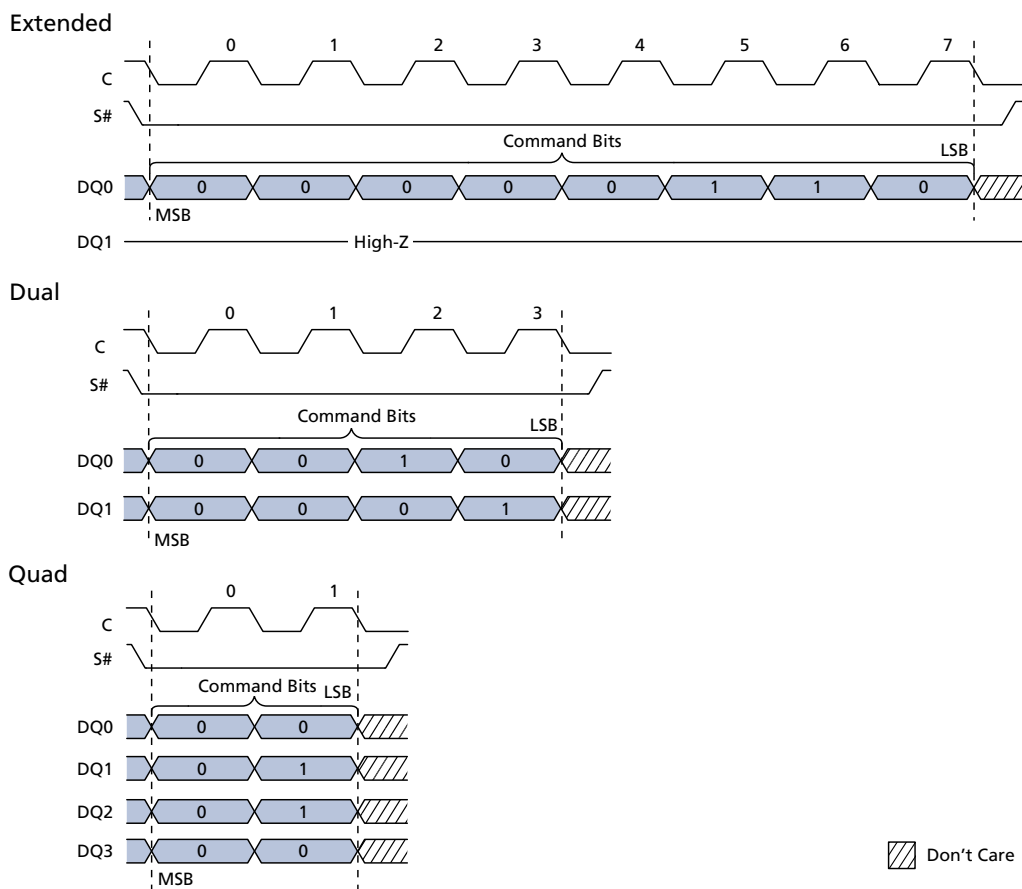 Extended
0 1 2 3 4 5 6 7
C
S#
Command Bits LSB
DQ0 0 0 0 0 0 1 1 0
MSB
DQ1 High-Z
Dual
0 1 2 3
C
S#
Command Bits LSB
DQ0 0 0 1 0
DQ1 0 0 0 1
MSB
Quad
0 1
C
S#
Command Bits LSB
DQ0 0 0
DQ1 0 1
DQ2 0 1
DQ3 0 0
MSB
Don't Care